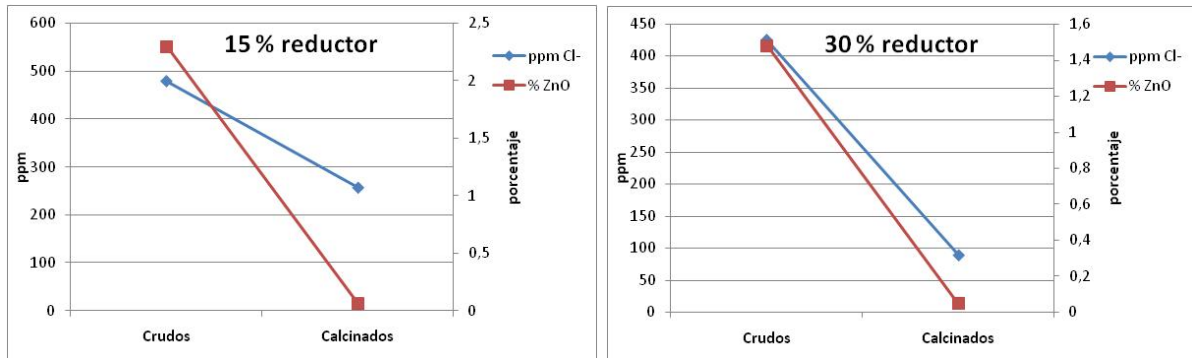 15 % reductor
600
500
400
300
200
100
0
ppm
2,5
2
1,5
1
0,5
0
porcentaje
Crudos Calcinados
ppm Cl-
% ZnO
30 % reductor
450
400
350
300
250
200
150
100
50
0
ppm
1,6
1,4
1,2
1
0,8
0,6
0,4
0,2
0
porcentaje
Crudos Calcinados
ppm Cl-
% ZnO